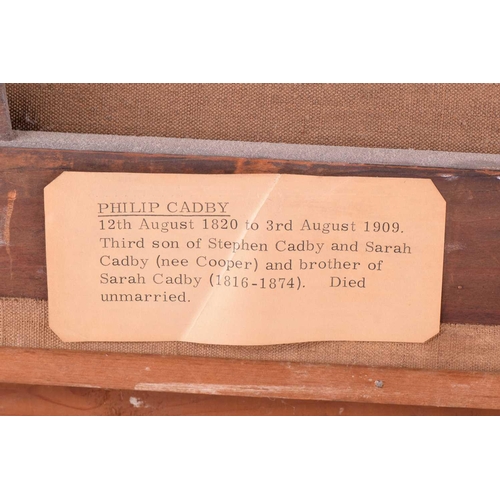 PHILIP CADBY
12th August 1820 to 3rd August 1909.
Third son of Stephen Cadby and Sarah
Cadby (nee Cooper) and brother of
Sarah Cadby (1816-1874). Died
unmarried.